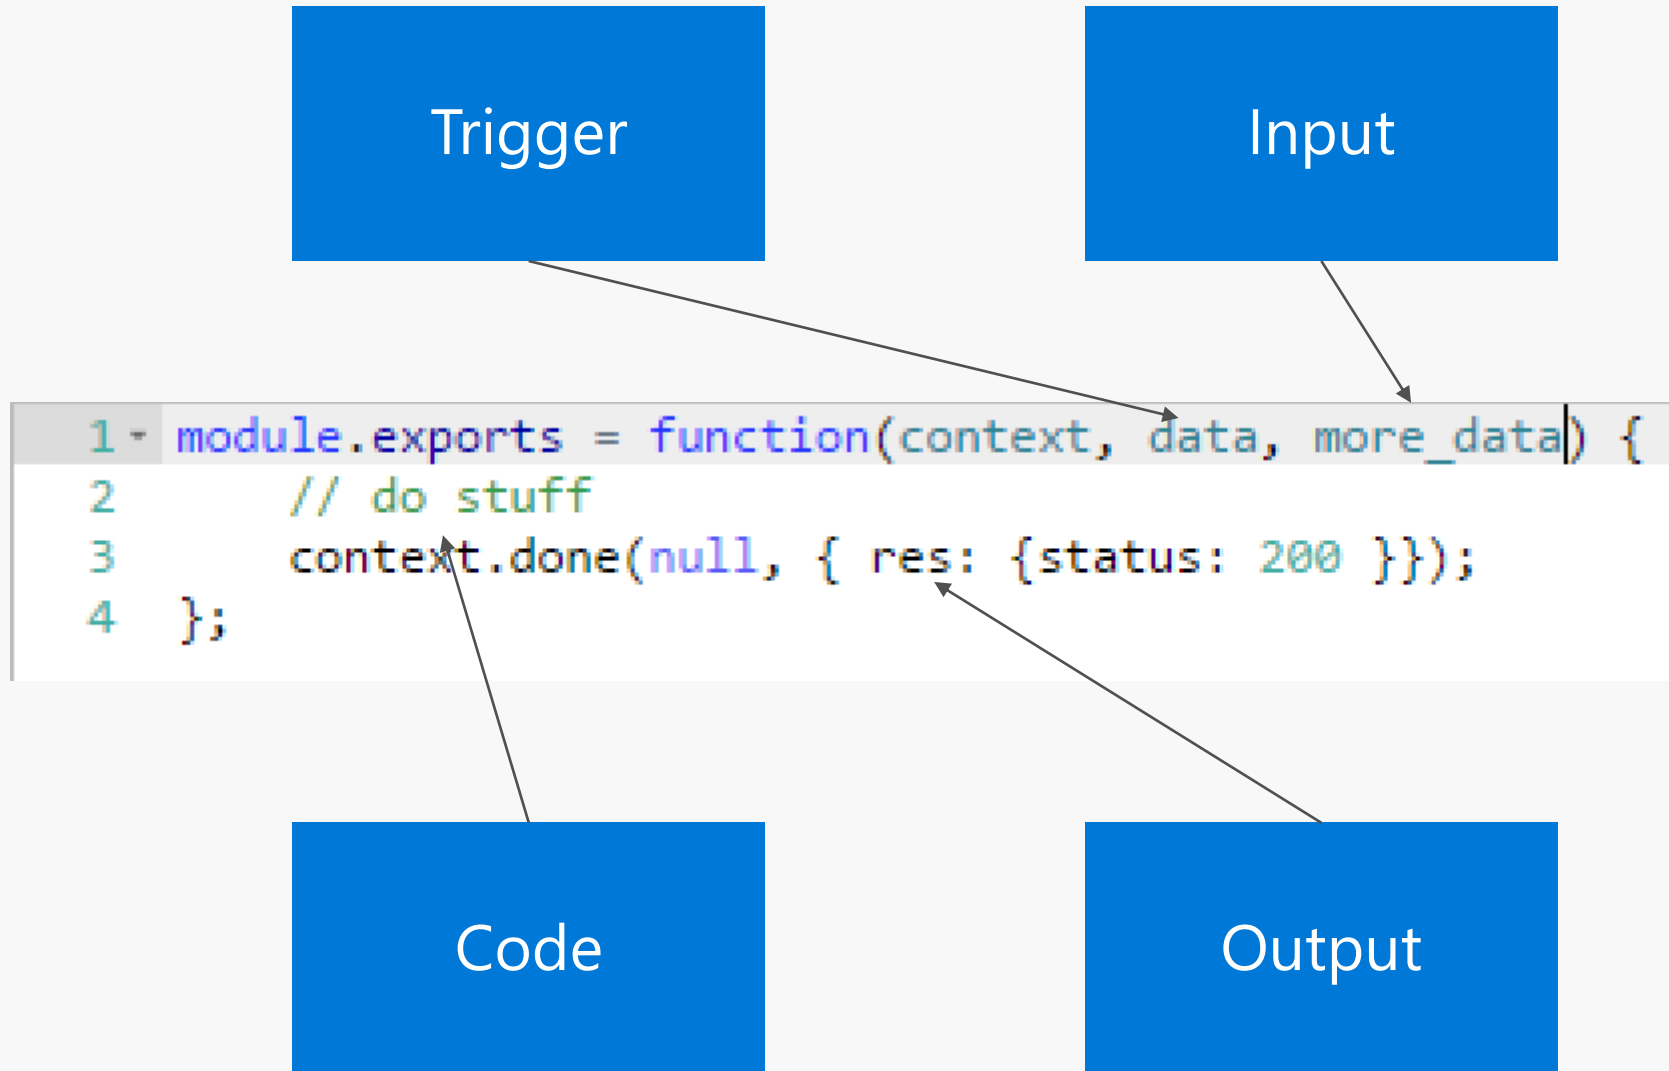 Trigger
Input
1 module.exports = function(context, data, more_data) {
2 // do stuff
3 context.done(null, { res: {status: 200 }});
4 };
Code
Output